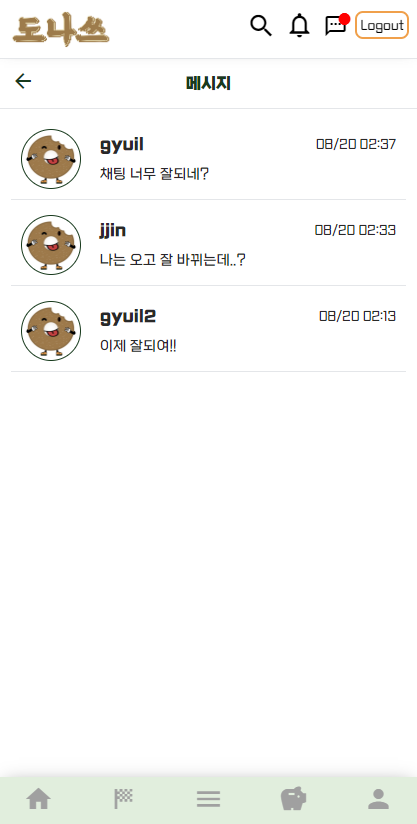 도나쓰
Logout
메시지
gyuil 08/20 02:37
채팅 너무 잘되네?
jjin 08/20 02:33
나는 오고 잘 바뀌는데..?
gyuil2 08/20 02:13
이제 잘되여!!